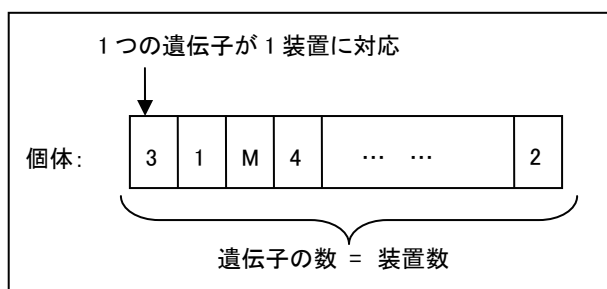 1つの遺伝子が1装置に対応
個体: 3 1 M 4 … … 2
遺伝子の数 = 装置数